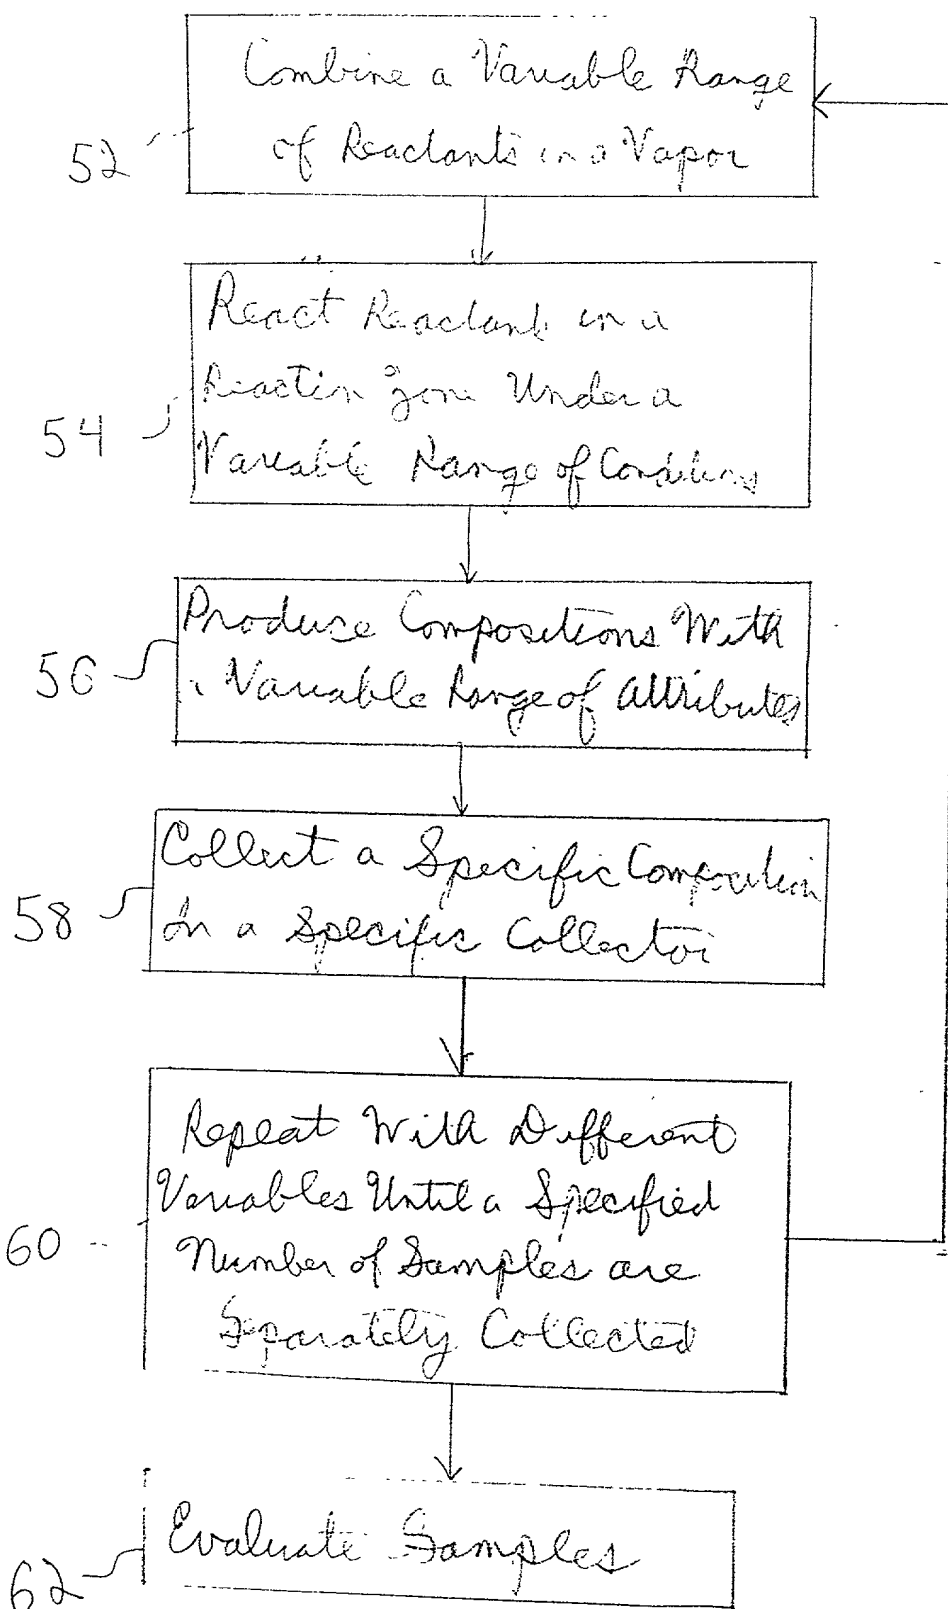 Combine a Variable Range
52
of Reactants in a Vapor
React Reactants in a
Reaction Zone Under a
54
Variable Range of Conditions
Produce Compositions With
56
a Variable Range of Attributes
Collect a Specific Composition
58
In a Specific Collector
Repeat With Different
Variables Until a Specified
60
Number of Samples are
Separately Collected
Evaluate Samples
62